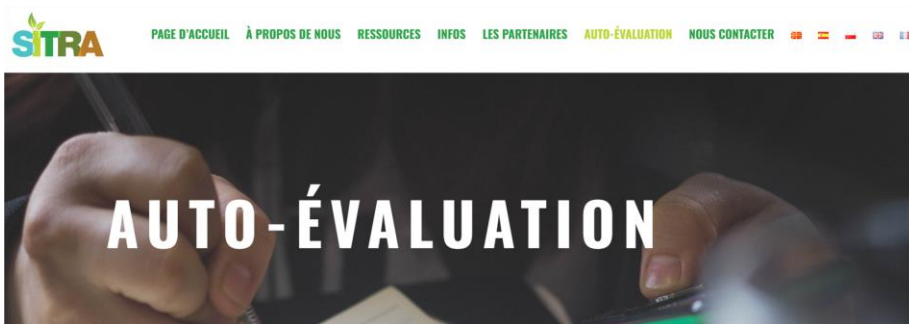 SiTRA
PAGE D'ACCUEIL À PROPOS DE NOUS RESSOURCES INFOS LES PARTENAIRES AUTO-ÉVALUATION NOUS CONTACTER
AUTO-ÉVALUATION